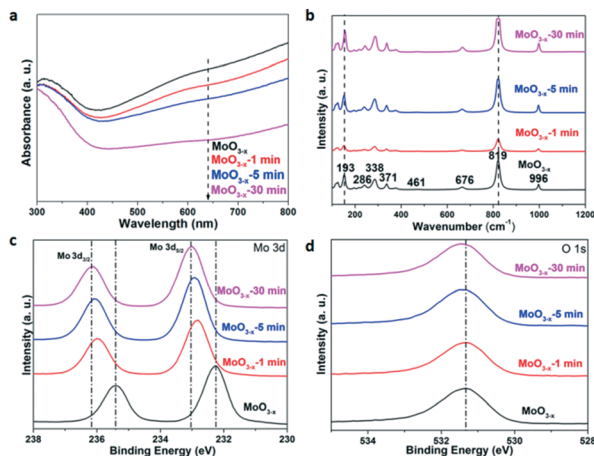 a
Absorbance (a. u.)
MoO₃₋ₓ
MoO₃₋ₓ-1 min
MoO₃₋ₓ-5 min
MoO₃₋ₓ-30 min
300 400 500 600 700 800
Wavelength (nm)
b
Intensity (a. u.)
MoO₃₋ₓ-30 min
MoO₃₋ₓ-5 min
MoO₃₋ₓ-1 min
819
MoO₃₋ₓ
193 338
286 371 461 676 996
200 400 600 800 1000 1200
Wavenumber (cm⁻¹)
c
Mo 3d
Mo 3d₃/₂
Mo 3d₅/₂
Intensity (a. u.)
MoO₃₋ₓ-30 min
MoO₃₋ₓ-5 min
MoO₃₋ₓ-1 min
MoO₃₋ₓ
238 236 234 232 230
Binding Energy (eV)
d
O 1s
Intensity (a. u.)
MoO₃₋ₓ-30 min
MoO₃₋ₓ-5 min
MoO₃₋ₓ-1 min
MoO₃₋ₓ
534 532 530 528
Binding Energy (eV)